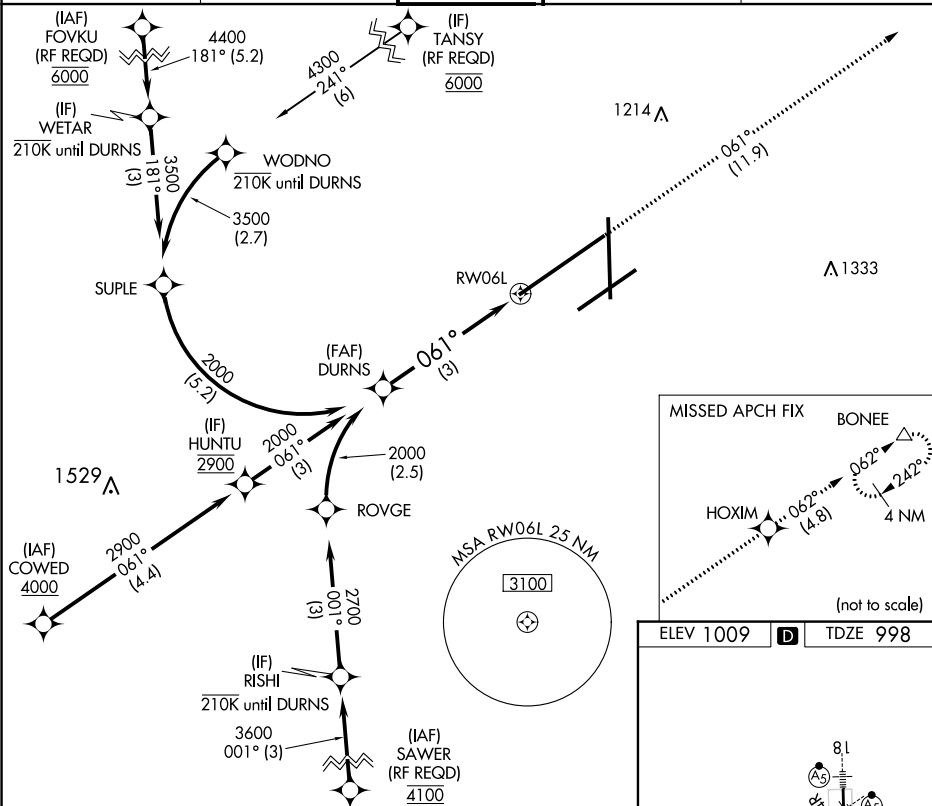 (IAF)
FOVKU
(RF REQD)
6000
4400
181° (5.2)
(IF)
TANSY
(RF REQD)
6000
4300
241°
(6)
(IF)
WETAR
210K until DURNS
3500
181°
(3)
WODNO
210K until DURNS
3500
(2.7)
1214
061°
(11.9)
1333
SUPLE
RW06L
2000
(5.2)
(FAF)
DURNS
061°
(3)
(IF)
HUNTU
2900
2000
061°
(3)
2000
(2.5)
1529
ROVGE
(IAF)
COWED
4000
2900
061°
(4.4)
2700
001°
(3)
(IF)
RISHI
210K until DURNS
3600
001° (3)
(IAF)
SAWER
(RF REQD)
4100
MSA RW06L 25 NM
3100
MISSED APCH FIX
BONEE
062°
242°
4 NM
HOXIM
062°
(4.8)
(not to scale)
ELEV 1009
D
TDZE 998
18
A5
A5